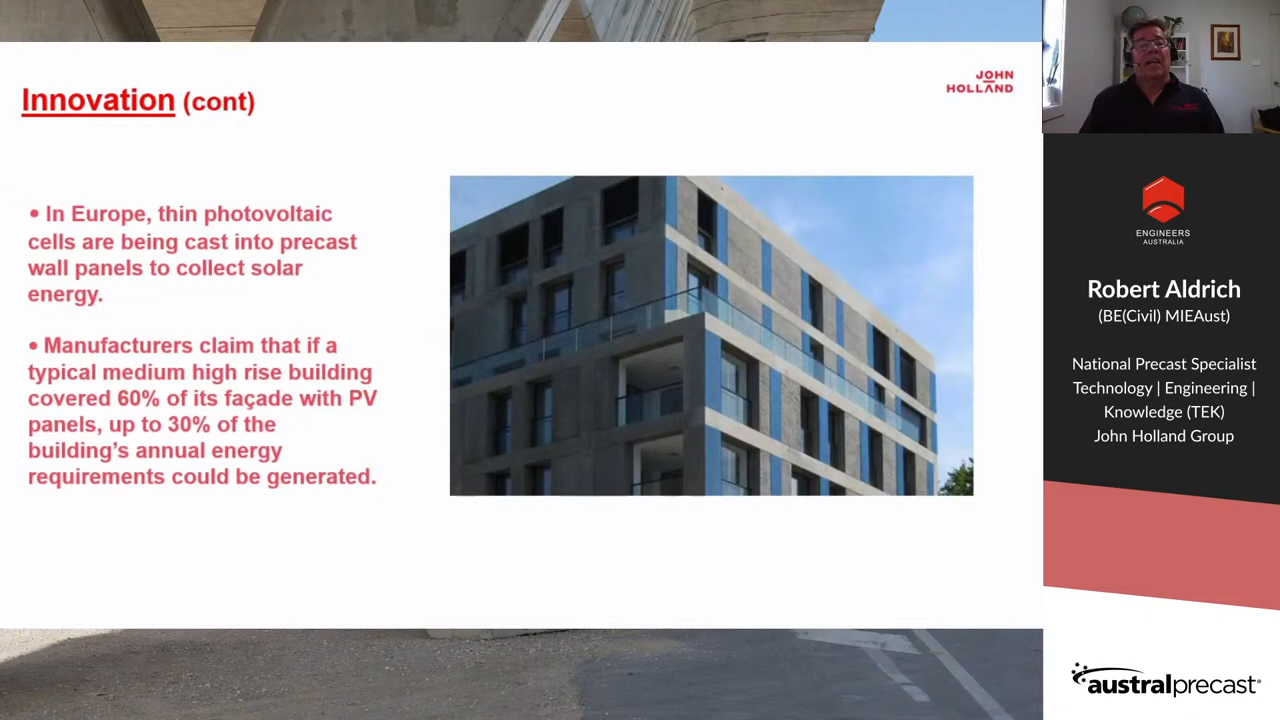 Innovation (cont)
JOHN
HOLLAND
• In Europe, thin photovoltaic
cells are being cast into precast
wall panels to collect solar
energy.
• Manufacturers claim that if a
typical medium high rise building
covered 60% of its façade with PV
panels, up to 30% of the
building's annual energy
requirements could be generated.
ENGINEERS
AUSTRALIA
Robert Aldrich
(BE(Civil) MIEAust)
National Precast Specialist
Technology | Engineering |
Knowledge (TEK)
John Holland Group
australprecast®